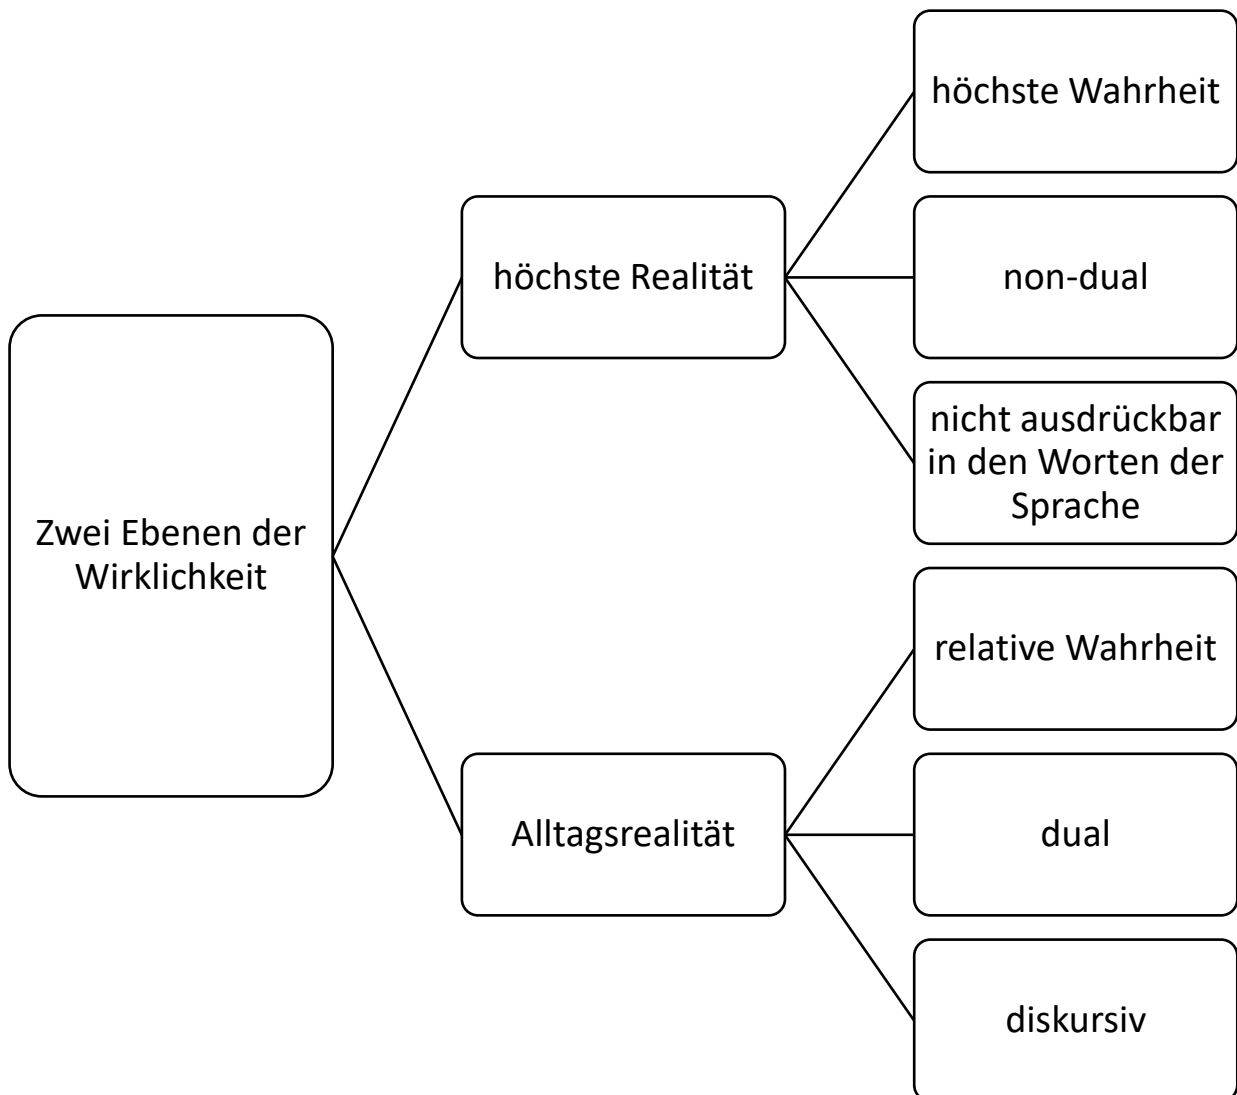 Zwei Ebenen der
Wirklichkeit
höchste Realität
höchste Wahrheit
non-dual
nicht ausdrückbar
in den Worten der
Sprache
Alltagsrealität
relative Wahrheit
dual
diskursiv